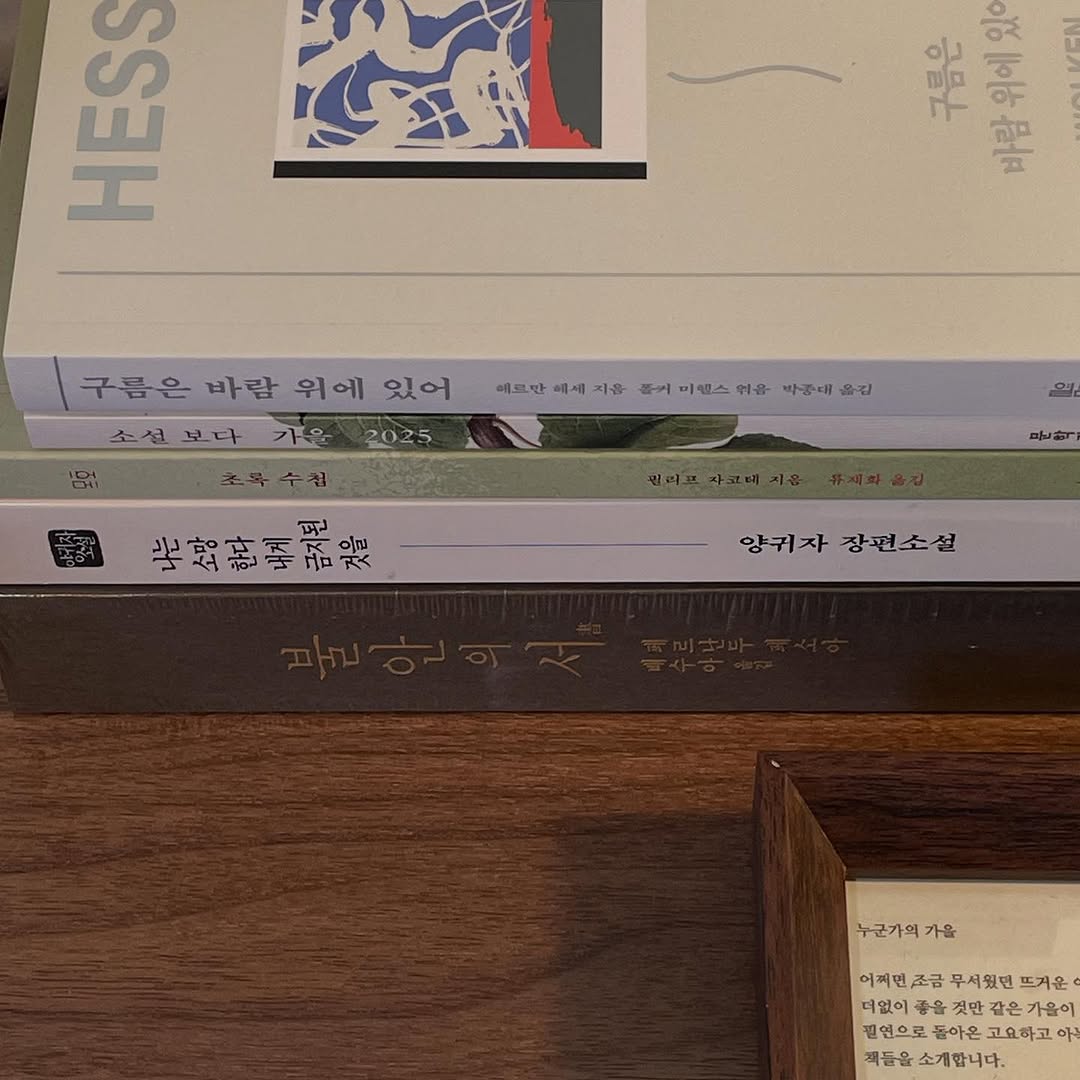 HESS
구름은
바람 위에 있어
WOLKEN
구름은 바람 위에 있어 헤르만 헤세 지음 폴커 미헬스 엮음 박종대 옮김
소설 보다 가을 2025
초록 수첩 필리프 자코테 지음 류재화 옮김
양귀자 소설 나는 소망한다 내게 금지된 것을 양귀자 장편소설
불안의 서 書 페르난두 페소아
배수아 옮김
누군가의 가을
어쩌면 조금 무서웠던 뜨거운
더없이 좋을 것만 같은 가을이
필연으로 돌아온 고요하고
책들을 소개합니다.